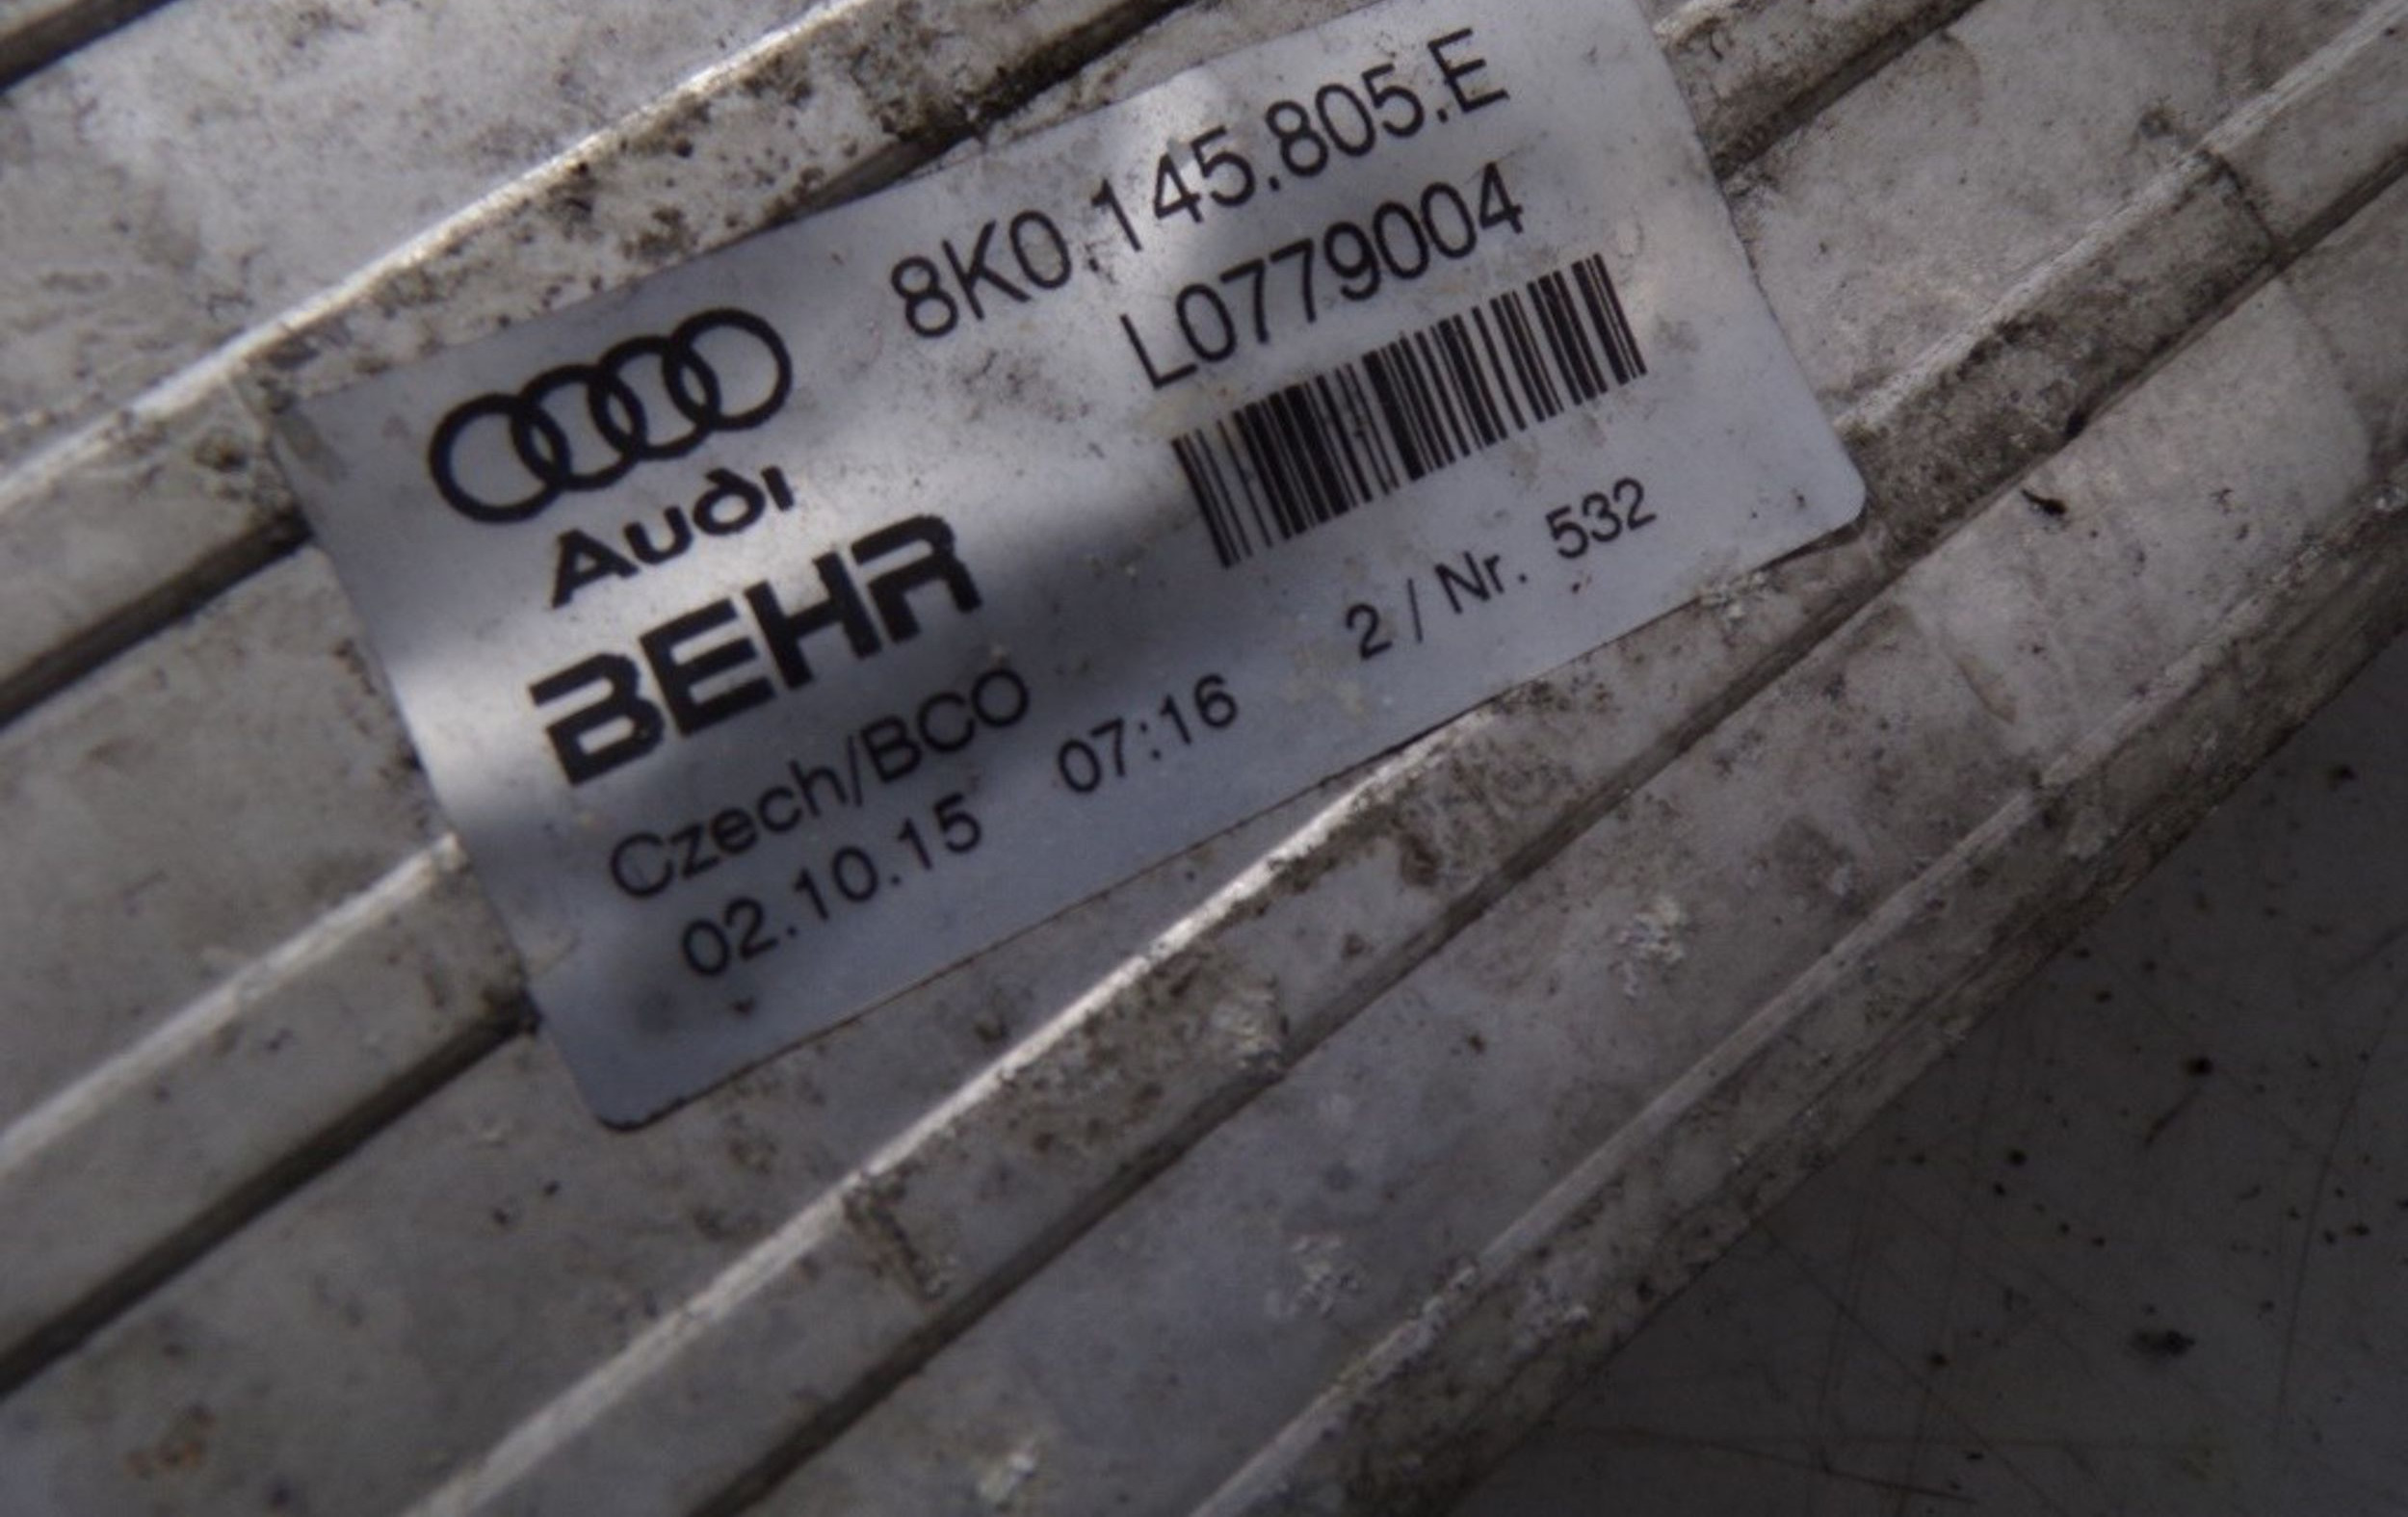 8K0.145.805.E
L0779004
Audi
BEHR
Czech/BCO
02.10.15 07:16 2 / Nr. 532